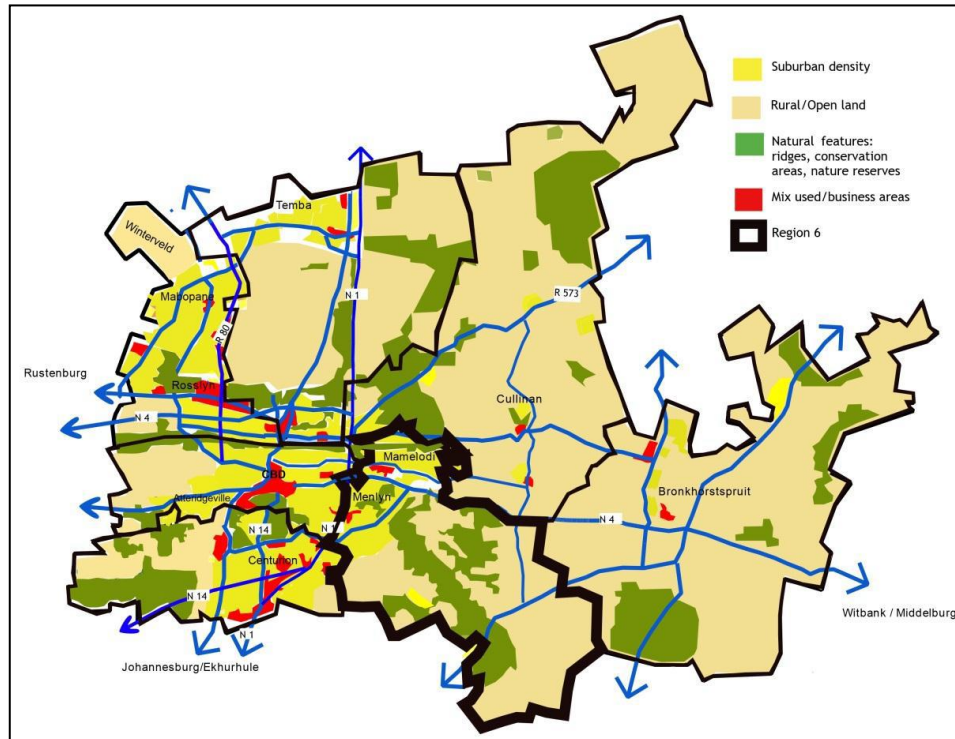 Suburban density
Rural/Open land
Natural features:
ridges, conservation
areas, nature reserves
Mix used/business areas
Region 6
Temba
Winterveld
Mabopane
N 1
R 573
R 80
Rustenburg
Rosslyn
Cullinan
N 4
Mamelodi
CBD
Menlyn
Bronkhorstspruit
Atteridgeville
N 4
N 14
N 1
Centurion
N 14
N 1
Witbank / Middelburg
Johannesburg/Ekhurhule